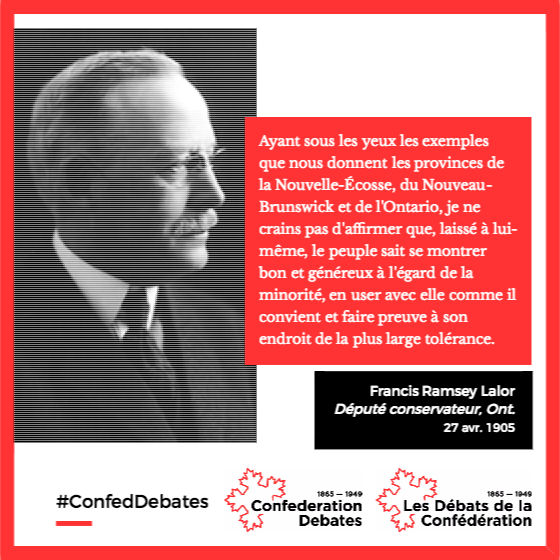 Ayant sous les yeux les exemples
que nous donnent les provinces de
la Nouvelle-Écosse, du Nouveau-
Brunswick et de l'Ontario, je ne
crains pas d'affirmer que, laissé à lui-
même, le peuple sait se montrer
bon et généreux à l'égard de la
minorité, en user avec elle comme il
convient et faire preuve à son
endroit de la plus large tolérance.
Francis Ramsey Lalor
Député conservateur, Ont.
27 avr. 1905
#ConfedDebates
1865 — 1949
Confederation
Debates
1865 — 1949
Les Débats de la
Confédération